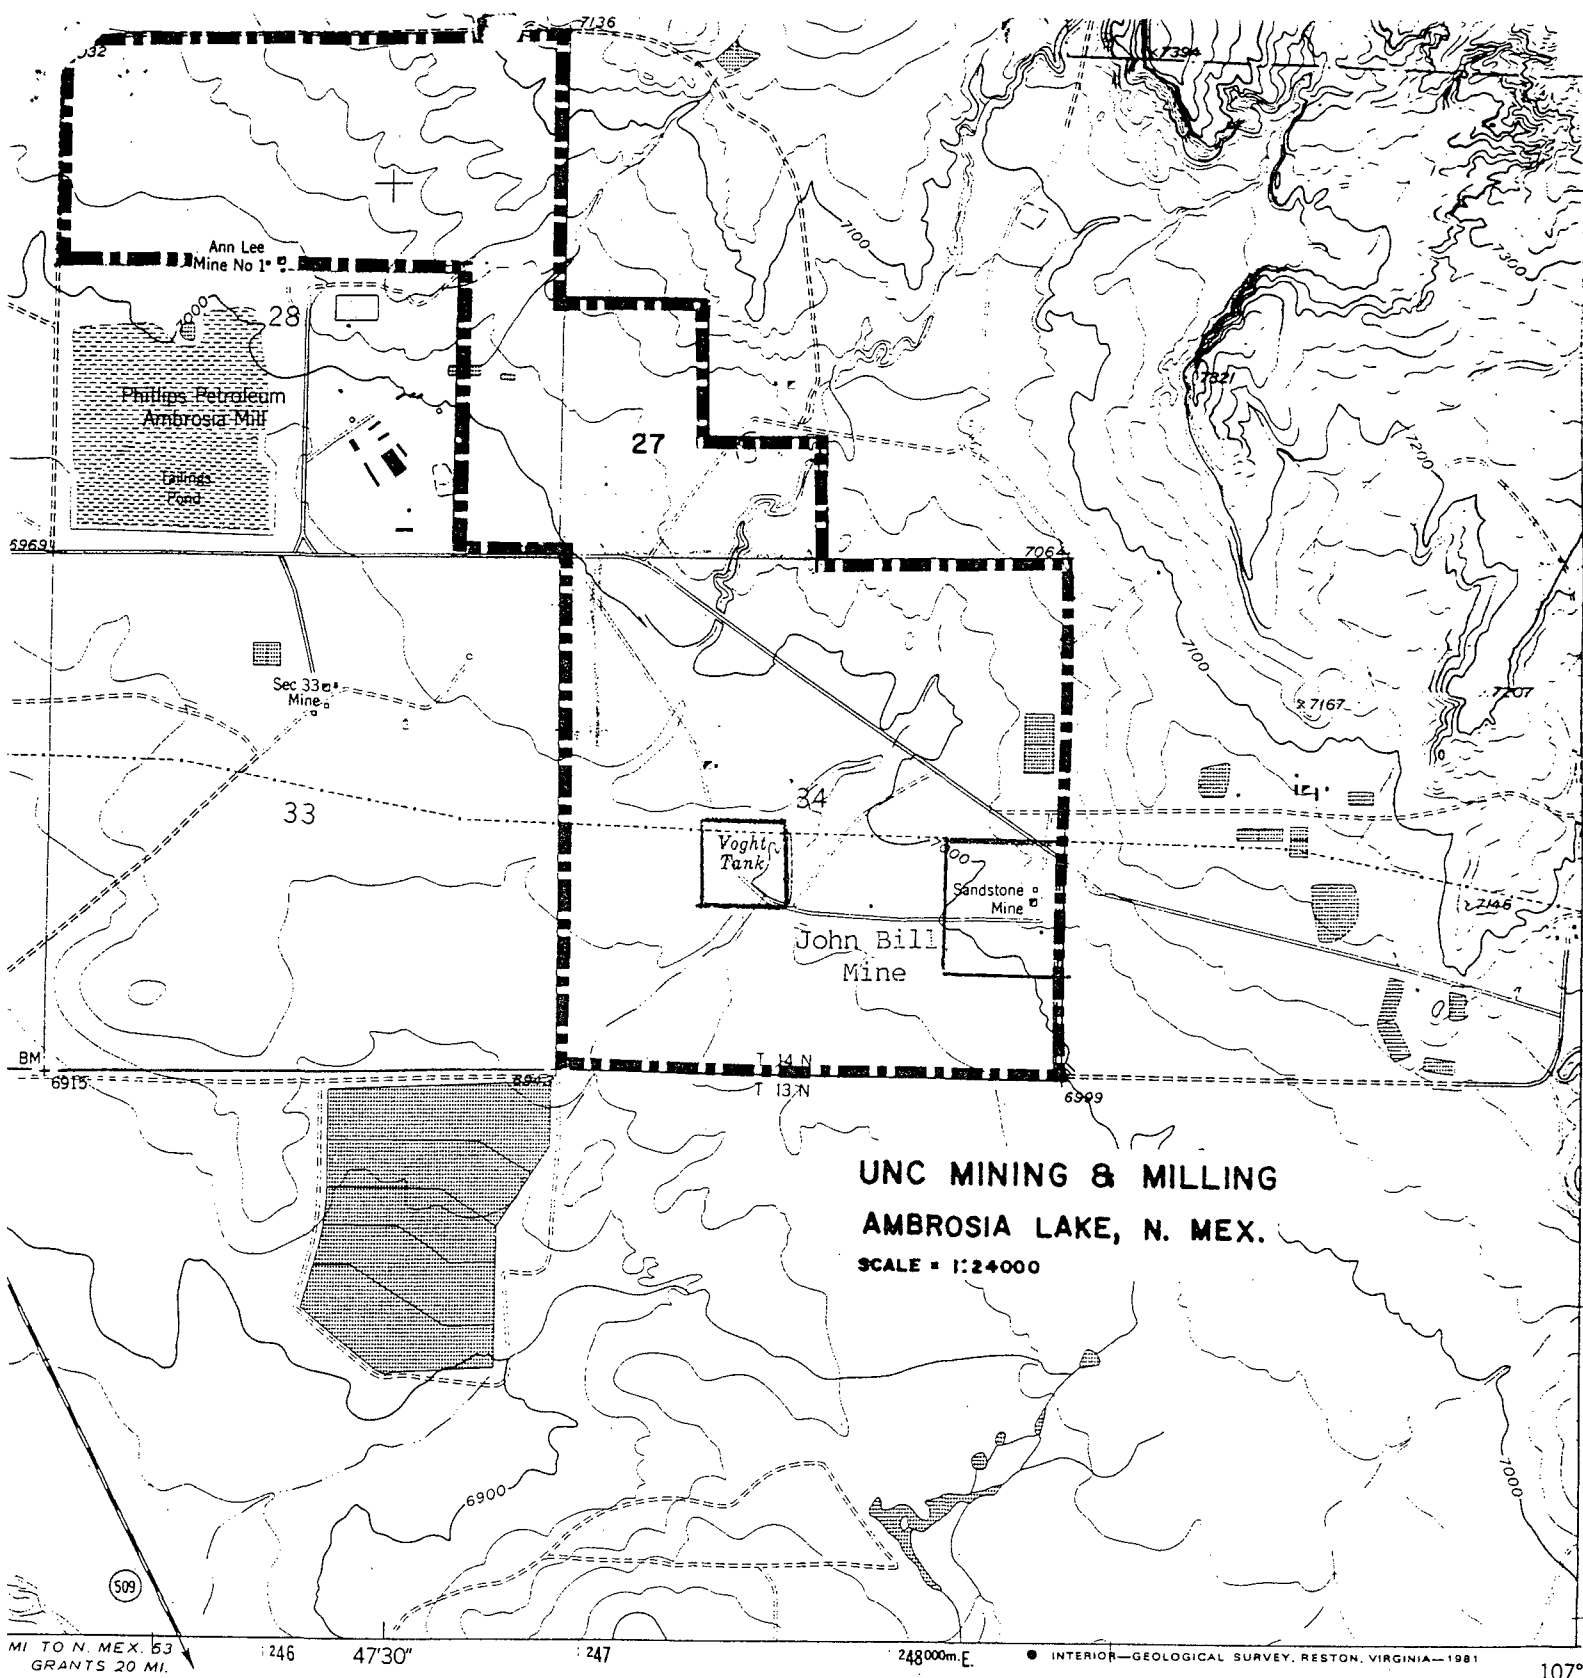 7136
7394
Ann Lee
Mine No 1
7100
7300
7000
28
7321
Phillips Petroleum
Ambrosia Mill
27
7200
Tailings
Pond
6969
7064
7100
Sec 33
Mine
7207
7167
34
33
Voght
Tank
7000
Sandstone
Mine
7146
John Bill
Mine
BM
6915
T 14 N
T 13 N
6999
UNC MINING & MILLING
AMBROSIA LAKE, N. MEX.
SCALE = 1:24000
6900
7000
509
MI TO N. MEX. 53
GRANTS 20 MI.
246
47'30"
247
248000m.E.
INTERIOR—GEOLOGICAL SURVEY, RESTON, VIRGINIA—1981
107°